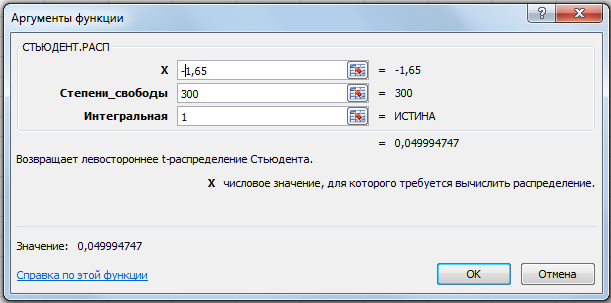 Аргументы функции
СТЬЮДЕНТ.РАСП
X -1,65 = -1,65
Степени_свободы 300 = 300
Интегральная 1 = ИСТИНА
= 0,049994747
Возвращает левостороннее t-распределение Стьюдента.
X числовое значение, для которого требуется вычислить распределение.
Значение: 0,049994747
Справка по этой функции OK Отмена